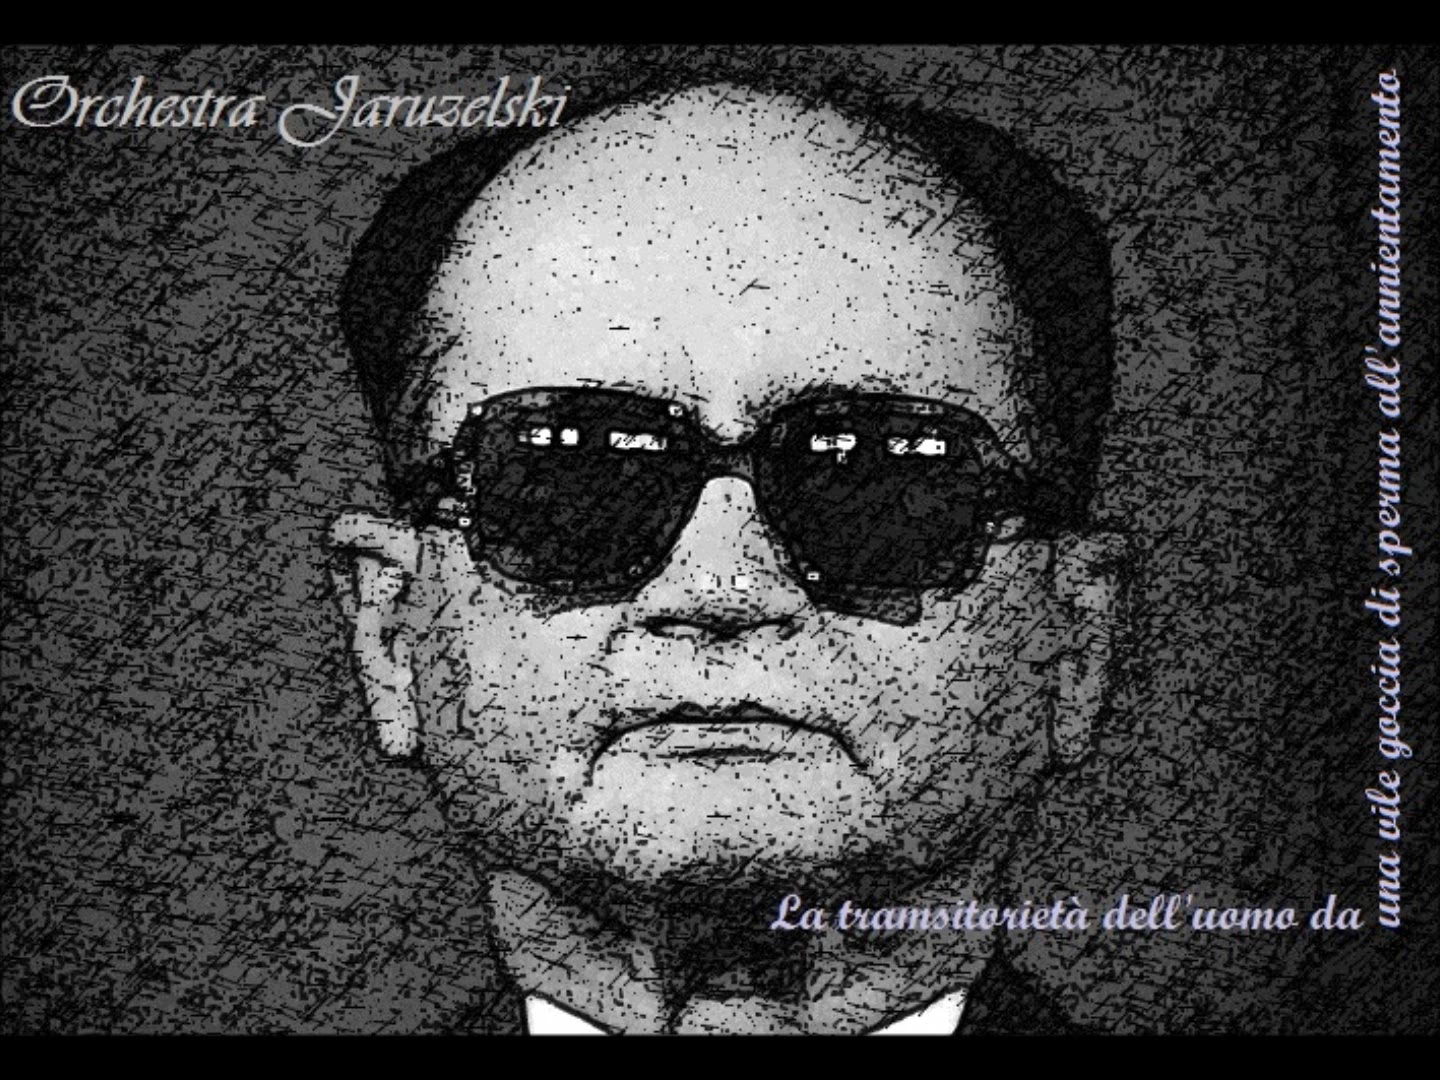 Orchestra Jaruzelski
La tramsitorietà dell'uomo da
una vile goccia di sperma all'annientamento